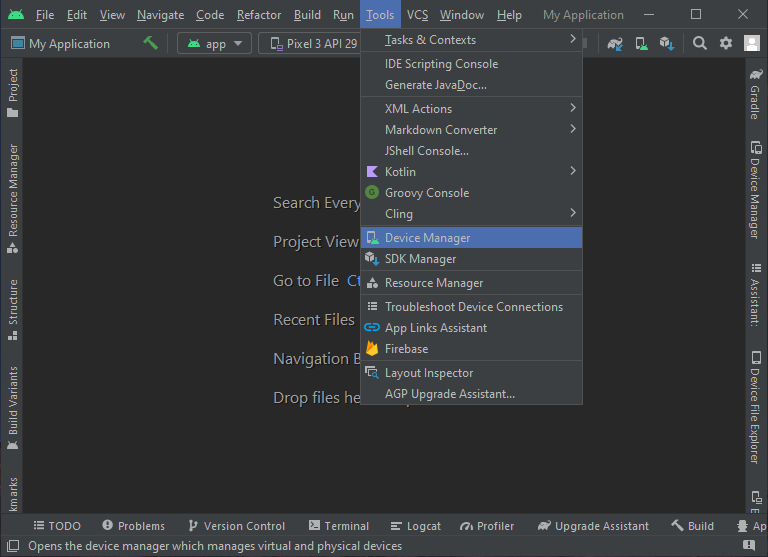 File Edit View Navigate Code Refactor Build Run Tools VCS Window Help My Application
My Application app Pixel 3 API 29
Tasks & Contexts
IDE Scripting Console
Generate JavaDoc...
XML Actions
Markdown Converter
JShell Console...
Kotlin
Groovy Console
Cling
Device Manager
SDK Manager
Resource Manager
Troubleshoot Device Connections
App Links Assistant
Firebase
Layout Inspector
AGP Upgrade Assistant...
Project
Resource Manager
Structure
Build Variants
kmarks
Search Every
Project View
Go to File
Recent Files
Navigation B
Drop files he
Gradle
Device Manager
Assistant:
Device File Explorer
TODO Problems Version Control Terminal Logcat Profiler Upgrade Assistant Build Ap
Opens the device manager which manages virtual and physical devices